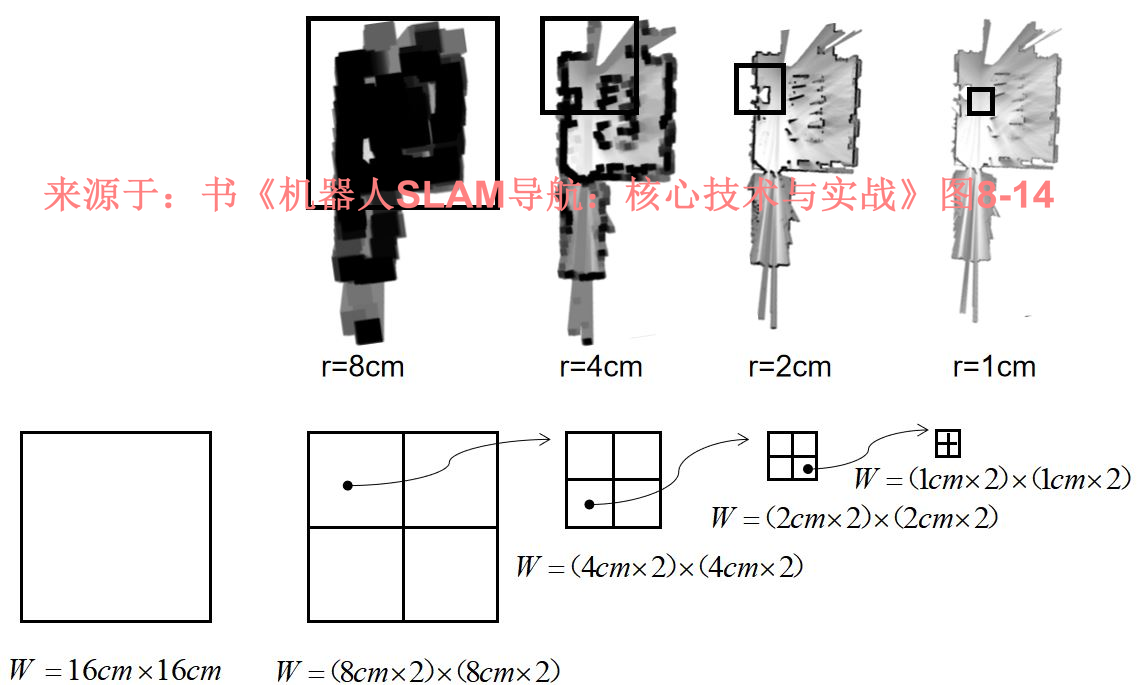 来源于：书《机器人SLAM导航：核心技术与实战》图8-14
r=8cm
r=4cm
r=2cm
r=1cm
W =(1cm×2)×(1cm×2)
W =(2cm×2)×(2cm×2)
W =(4cm×2)×(4cm×2)
W =16cm×16cm
W =(8cm×2)×(8cm×2)